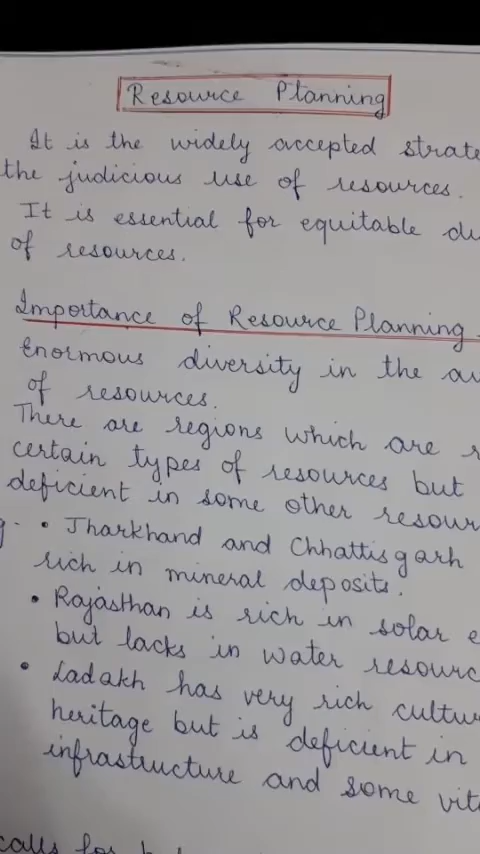 Resource Planning
It is the widely accepted strate
the judicious use of resources.
It is essential for equitable
of resources.
Importance of Resource Planning
Enormous diversity in the
of resources.
There are regions which are
certain types of resources but
deficient in some other resour
g. • Jharkhand and Chhattisgarh
rich in mineral deposits.
• Rajasthan is rich in solar e
but lacks in water resourc
• Ladakh has very rich cultu
heritage but is deficient in
infrastructure and some vit
calls for